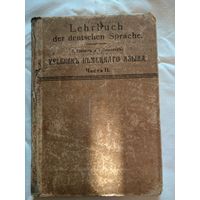 Lehrbuch
der deutschen Sprache.
УЧЕБНИКЪ НѢМЕЦКАГО ЯЗЫКА
Часть II.